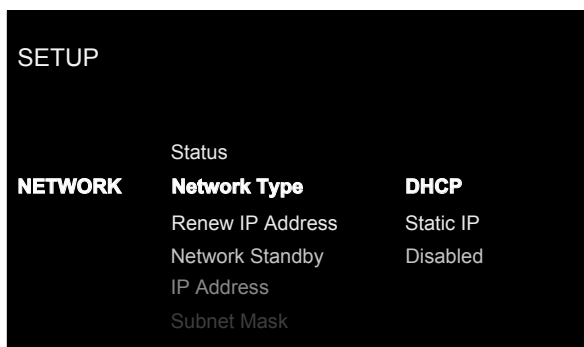 SETUP
Status
NETWORK Network Type DHCP
Renew IP Address Static IP
Network Standby Disabled
IP Address
Subnet Mask